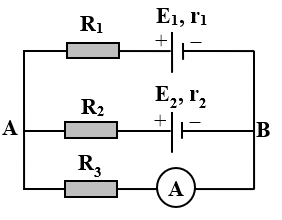 E₁, r₁
R₁
+ −
E₂, r₂
R₂
+ −
A B
R₃
A